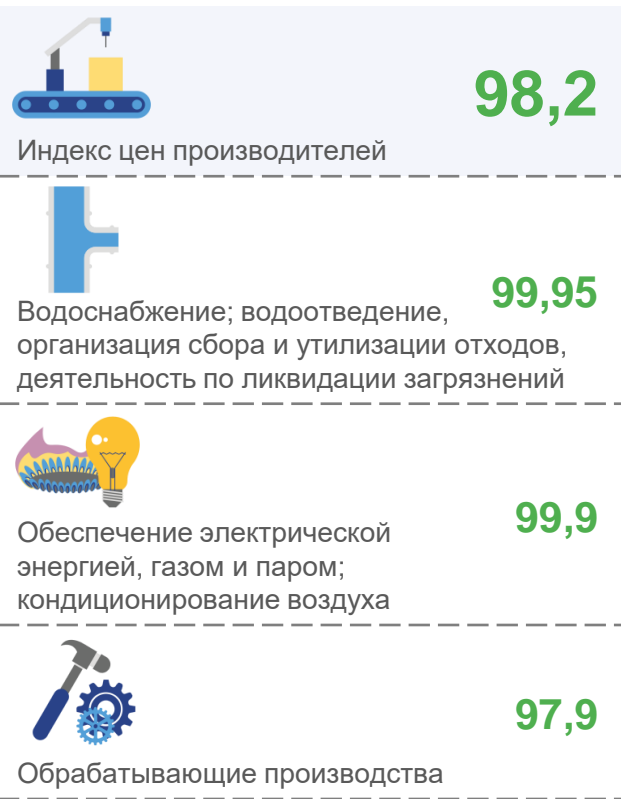 98,2
Индекс цен производителей
99,95
Водоснабжение; водоотведение,
организация сбора и утилизации отходов,
деятельность по ликвидации загрязнений
99,9
Обеспечение электрической
энергией, газом и паром;
кондиционирование воздуха
97,9
Обрабатывающие производства